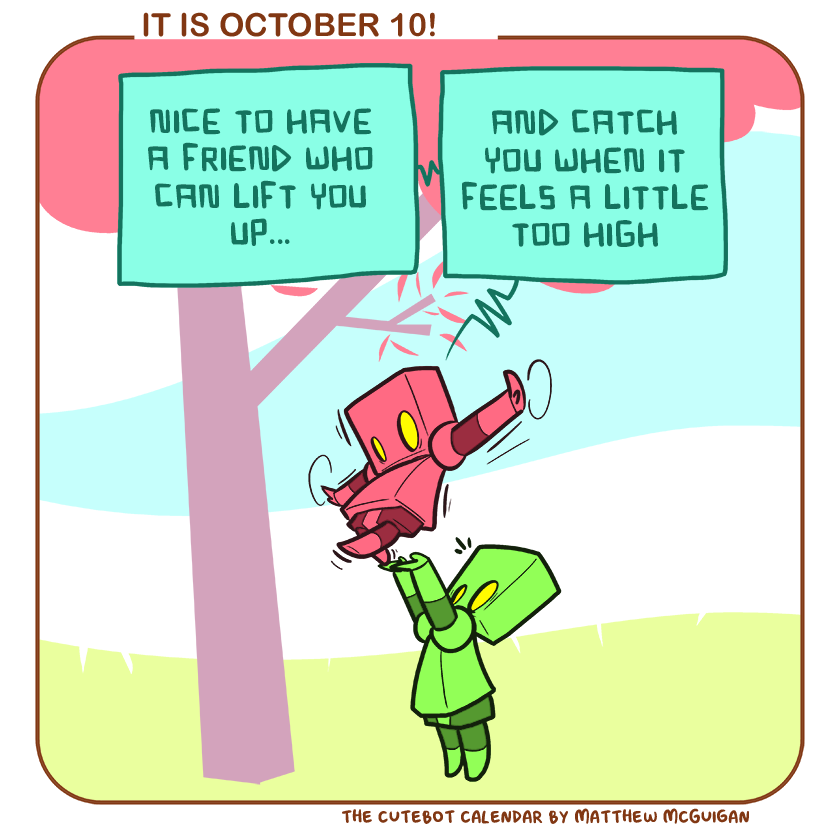 IT IS OCTOBER 10!
NICE TO HAVE
A FRIEND WHO
CAN LIFT YOU
UP...
AND CATCH
YOU WHEN IT
FEELS A LITTLE
TOO HIGH
THE CUTEBOT CALENDAR BY MATTHEW MCGUIGAN